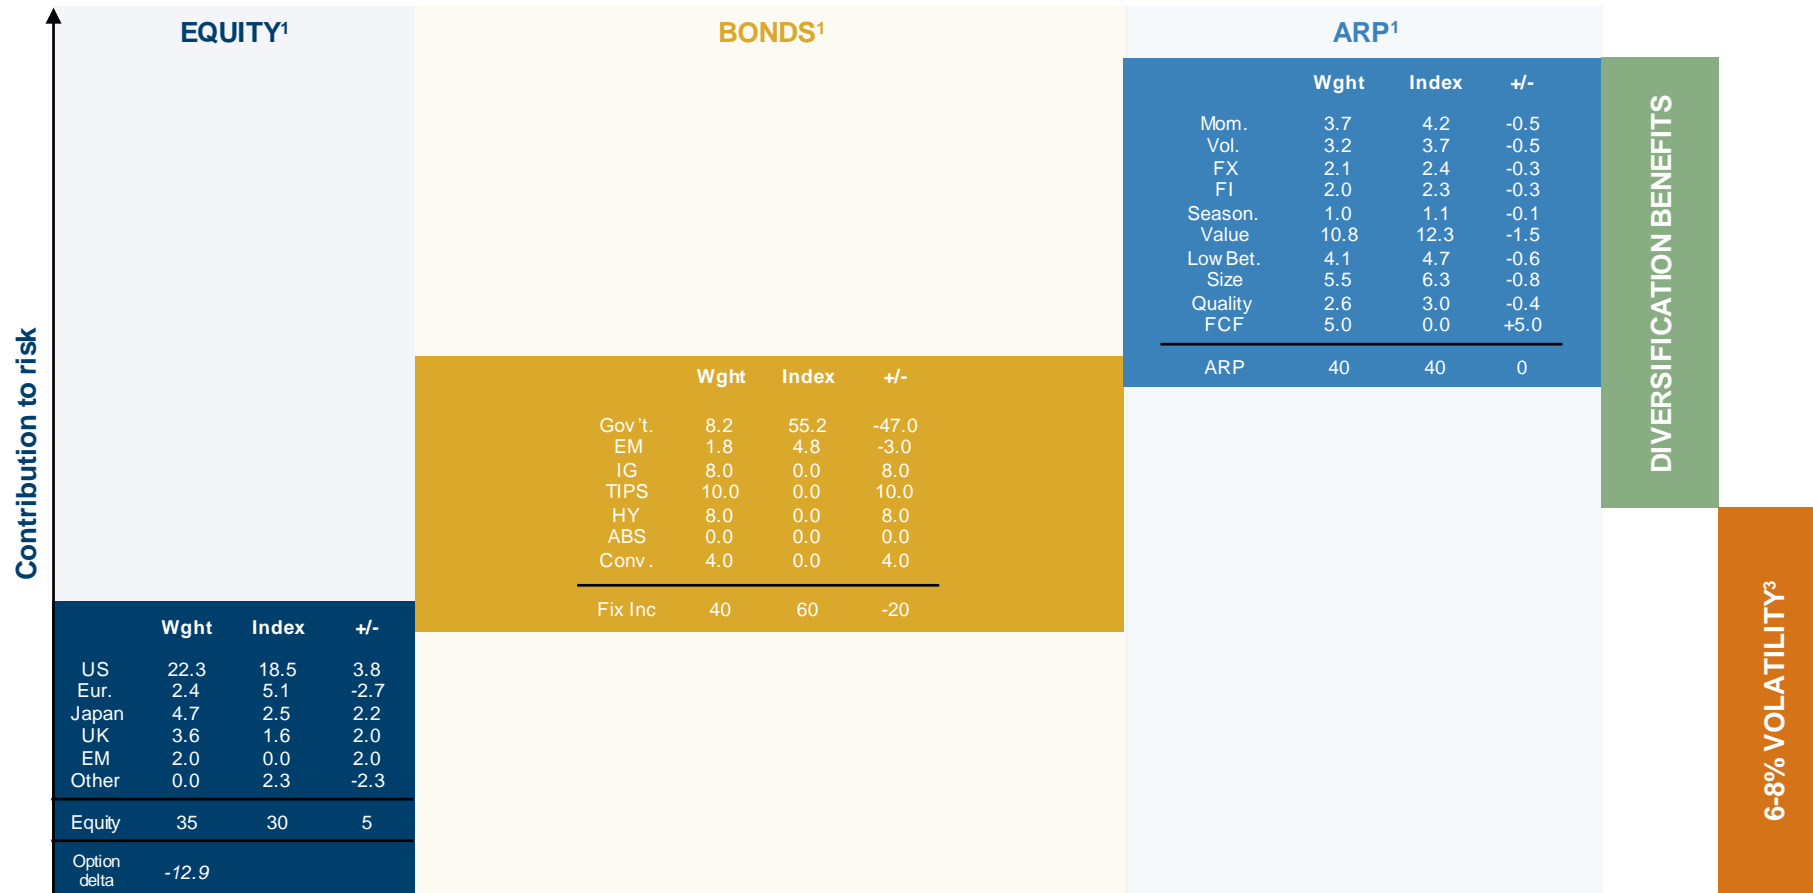 EQUITY¹
BONDS¹
ARP¹
Contribution to risk
Wght Index +/-
Mom. 3.7 4.2 -0.5
Vol. 3.2 3.7 -0.5
FX 2.1 2.4 -0.3
FI 2.0 2.3 -0.3
Season. 1.0 1.1 -0.1
Value 10.8 12.3 -1.5
Low Bet. 4.1 4.7 -0.6
Size 5.5 6.3 -0.8
Quality 2.6 3.0 -0.4
FCF 5.0 0.0 +5.0
ARP 40 40 0
Wght Index +/-
Gov't. 8.2 55.2 -47.0
EM 1.8 4.8 -3.0
IG 8.0 0.0 8.0
TIPS 10.0 0.0 10.0
HY 8.0 0.0 8.0
ABS 0.0 0.0 0.0
Conv. 4.0 0.0 4.0
Fix Inc 40 60 -20
Wght Index +/-
US 22.3 18.5 3.8
Eur. 2.4 5.1 -2.7
Japan 4.7 2.5 2.2
UK 3.6 1.6 2.0
EM 2.0 0.0 2.0
Other 0.0 2.3 -2.3
Equity 35 30 5
Option
delta -12.9
DIVERSIFICATION BENEFITS
6-8% VOLATILITY³